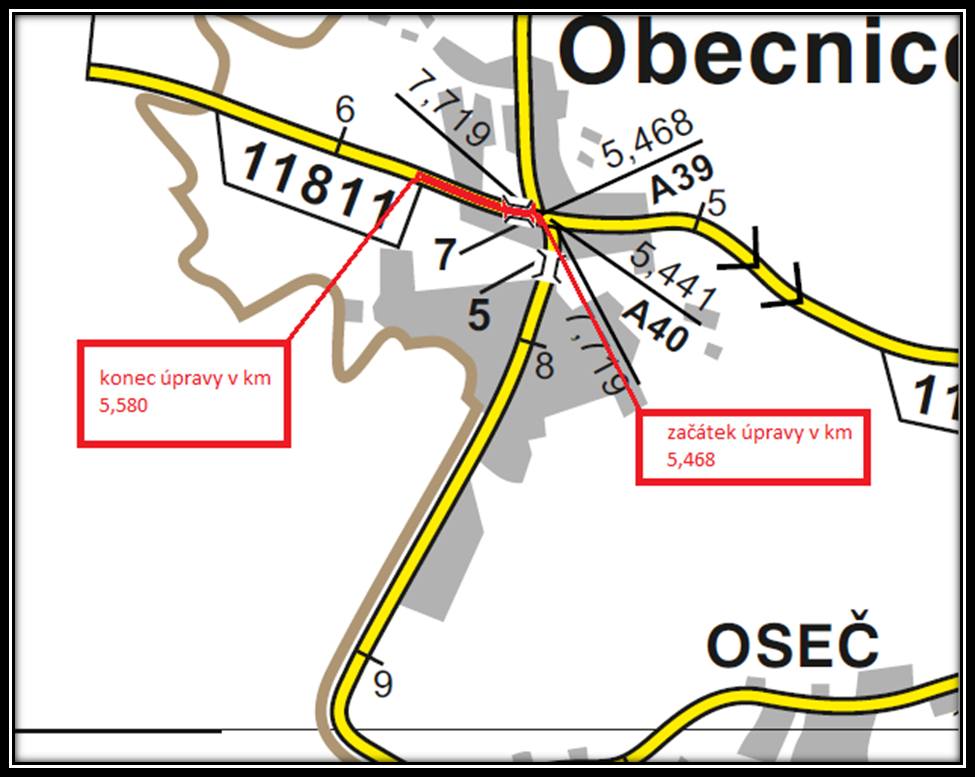 Obecnic
6
7,719
5,468
A39
5
11811
7
5,441
A40
5
8
7,719
konec úpravy v km
5,580
11
začátek úpravy v km
5,468
OSEČ
9